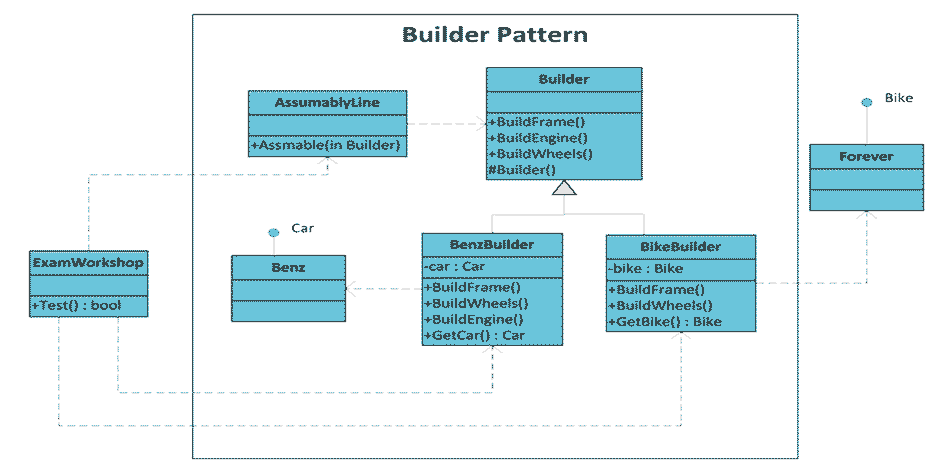 Builder Pattern
Builder
+BuildFrame()
+BuildEngine()
+BuildWheels()
#Builder()
AssumablyLine
+Assmable(in Builder)
Bike
Forever
Car
Benz
ExamWorkshop
+Test() : bool
BenzBuilder
-car : Car
+BuildFrame()
+BuildWheels()
+BuildEngine()
+GetCar() : Car
BikeBuilder
-bike : Bike
+BuildFrame()
+BuildWheels()
+GetBike() : Bike